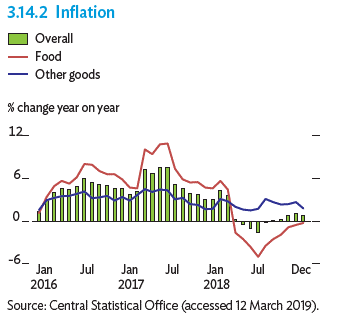 3.14.2 Inflation
Overall
Food
Other goods
% change year on year
12
6
0
-6
Jan Jul Jan Jul Jan Jul Dec
2016 2017 2018
Source: Central Statistical Office (accessed 12 March 2019).